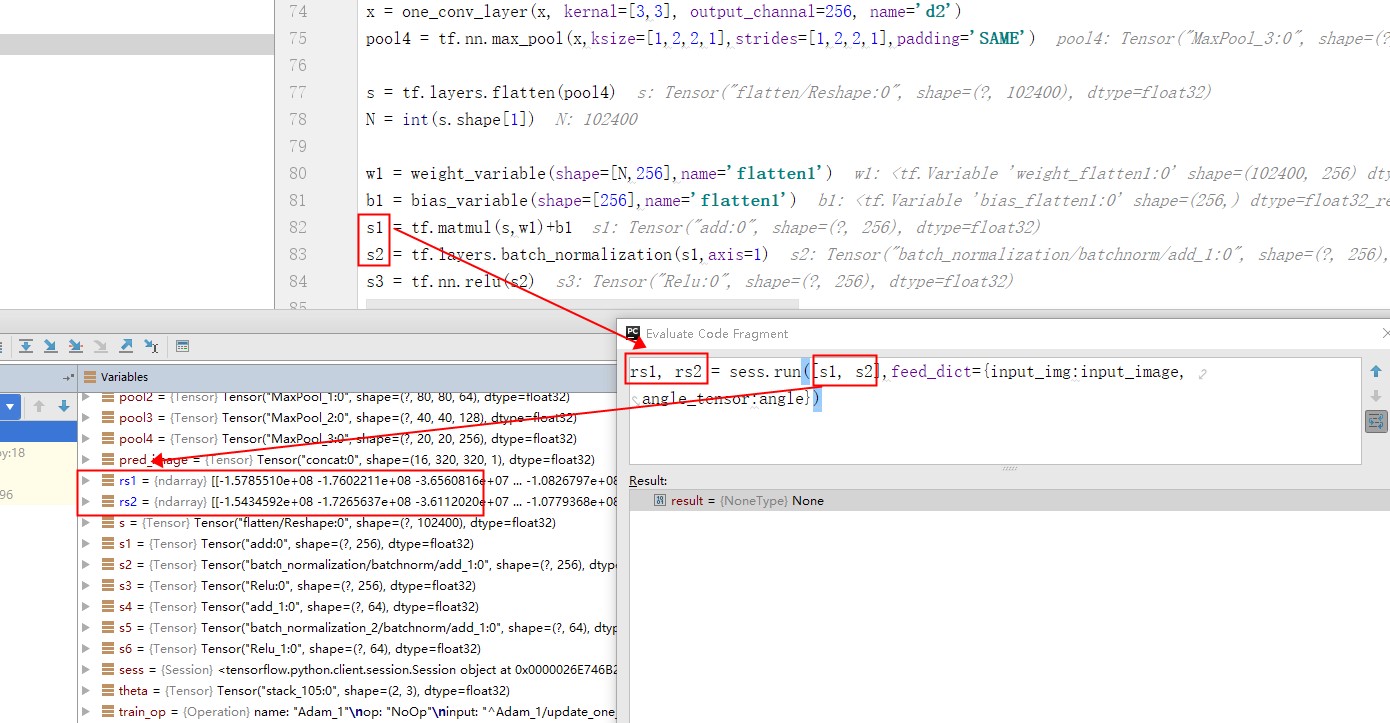 74 x = one_conv_layer(x, kernal=[3,3], output_channal=256, name='d2')
75 pool4 = tf.nn.max_pool(x,ksize=[1,2,2,1],strides=[1,2,2,1],padding='SAME') pool4: Tensor("MaxPool_3:0", shape=(?
76
77 s = tf.layers.flatten(pool4) s: Tensor("flatten/Reshape:0", shape=(?, 102400), dtype=float32)
78 N = int(s.shape[1]) N: 102400
79
80 w1 = weight_variable(shape=[N,256],name='flatten1') w1: <tf.Variable 'weight_flatten1:0' shape=(102400, 256) dty
81 b1 = bias_variable(shape=[256],name='flatten1') b1: <tf.Variable 'bias_flatten1:0' shape=(256,) dtype=float32_re
82 s1 = tf.matmul(s,w1)+b1 s1: Tensor("add:0", shape=(?, 256), dtype=float32)
83 s2 = tf.layers.batch_normalization(s1,axis=1) s2: Tensor("batch_normalization/batchnorm/add_1:0", shape=(?, 256),
84 s3 = tf.nn.relu(s2) s3: Tensor("Relu:0", shape=(?, 256), dtype=float32)
85
Variables
pool2 = {Tensor} Tensor("MaxPool_1:0", shape=(?, 80, 80, 64), dtype=float32)
pool3 = {Tensor} Tensor("MaxPool_2:0", shape=(?, 40, 40, 128), dtype=float32)
pool4 = {Tensor} Tensor("MaxPool_3:0", shape=(?, 20, 20, 256), dtype=float32)
py:18
pred_image = {Tensor} Tensor("concat:0", shape=(16, 320, 320, 1), dtype=float32)
rs1 = {ndarray} [[-1.5785510e+08 -1.7602211e+08 -3.6560816e+07 ... -1.0826797e+08
96
rs2 = {ndarray} [[-1.5434592e+08 -1.7265637e+08 -3.6112020e+07 ... -1.0779368e+08
s = {Tensor} Tensor("flatten/Reshape:0", shape=(?, 102400), dtype=float32)
s1 = {Tensor} Tensor("add:0", shape=(?, 256), dtype=float32)
s2 = {Tensor} Tensor("batch_normalization/batchnorm/add_1:0", shape=(?, 256), dt
s3 = {Tensor} Tensor("Relu:0", shape=(?, 256), dtype=float32)
s4 = {Tensor} Tensor("add_1:0", shape=(?, 64), dtype=float32)
s5 = {Tensor} Tensor("batch_normalization_2/batchnorm/add_1:0", shape=(?, 64), dty
s6 = {Tensor} Tensor("Relu_1:0", shape=(?, 64), dtype=float32)
sess = {Session} <tensorflow.python.client.session.Session object at 0x0000026E746B2
theta = {Tensor} Tensor("stack_105:0", shape=(2, 3), dtype=float32)
train_op = {Operation} name: "Adam_1"\nop: "NoOp"\ninput: "^Adam_1/update_one_
PC Evaluate Code Fragment
rs1, rs2 = sess.run([s1, s2],feed_dict={input_img:input_image,
angle_tensor:angle})
Result:
result = {NoneType} None